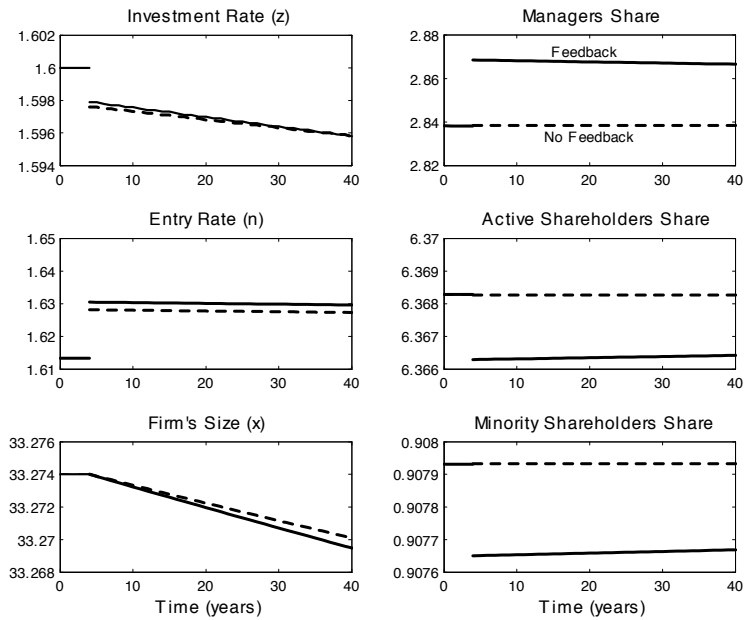 Investment Rate (z)
1.602
1.6
1.598
1.596
1.594
0 10 20 30 40
Managers Share
2.88
2.86
2.84
2.82
Feedback
No Feedback
0 10 20 30 40
Entry Rate (n)
1.65
1.64
1.63
1.62
1.61
0 10 20 30 40
Active Shareholders Share
6.37
6.369
6.368
6.367
6.366
0 10 20 30 40
Firm's Size (x)
33.276
33.274
33.272
33.27
33.268
0 10 20 30 40
Time (years)
Minority Shareholders Share
0.908
0.9079
0.9078
0.9077
0.9076
0 10 20 30 40
Time (years)